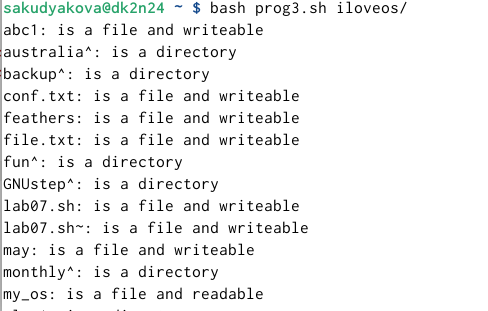 sakudyakova@dk2n24 ~ $ bash prog3.sh iloveos/
abc1: is a file and writeable
australia^: is a directory
backup^: is a directory
conf.txt: is a file and writeable
feathers: is a file and writeable
file.txt: is a file and writeable
fun^: is a directory
GNUstep^: is a directory
lab07.sh: is a file and writeable
lab07.sh~: is a file and writeable
may: is a file and writeable
monthly^: is a directory
my_os: is a file and readable